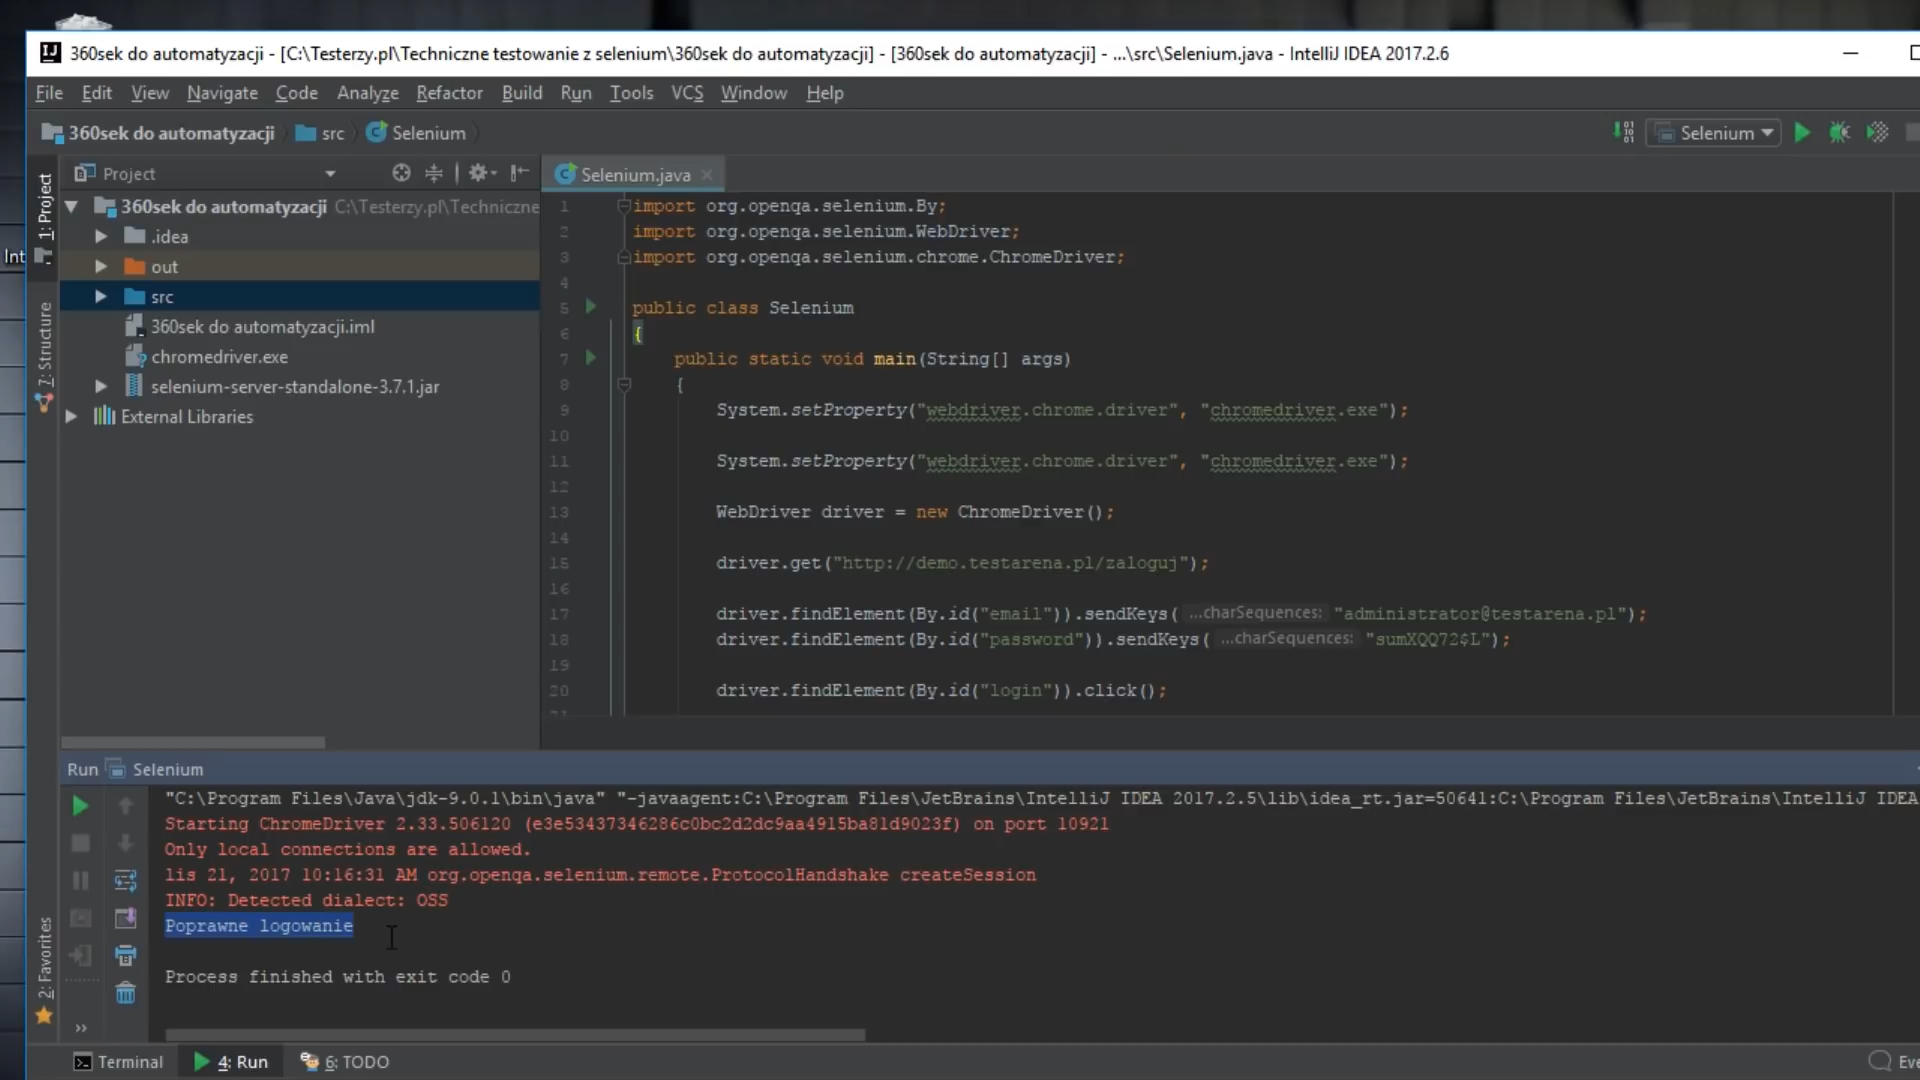 360sek do automatyzacji - [C:\Testerzy.pl\Techniczne testowanie z selenium\360sek do automatyzacji] - [360sek do automatyzacji] - ...\src\Selenium.java - IntelliJ IDEA 2017.2.6
File Edit View Navigate Code Analyze Refactor Build Run Tools VCS Window Help
360sek do automatyzacji src Selenium
Selenium
1: Project
Int
7: Structure
2: Favorites
Project
360sek do automatyzacji C:\Testerzy.pl\Techniczne
.idea
out
src
360sek do automatyzacji.iml
chromedriver.exe
selenium-server-standalone-3.7.1.jar
External Libraries
Selenium.java
1 import org.openqa.selenium.By;
2 import org.openqa.selenium.WebDriver;
3 import org.openqa.selenium.chrome.ChromeDriver;
4
5 public class Selenium
6 {
7 public static void main(String[] args)
8 {
9 System.setProperty("webdriver.chrome.driver", "chromedriver.exe");
10
11 System.setProperty("webdriver.chrome.driver", "chromedriver.exe");
12
13 WebDriver driver = new ChromeDriver();
14
15 driver.get("http://demo.testarena.pl/zaloguj");
16
17 driver.findElement(By.id("email")).sendKeys( ...charSequences: "administrator@testarena.pl");
18 driver.findElement(By.id("password")).sendKeys( ...charSequences: "sumXQQ72$L");
19
20 driver.findElement(By.id("login")).click();
Run Selenium
"C:\Program Files\Java\jdk-9.0.1\bin\java" "-javaagent:C:\Program Files\JetBrains\IntelliJ IDEA 2017.2.5\lib\idea_rt.jar=50641:C:\Program Files\JetBrains\IntelliJ IDEA
Starting ChromeDriver 2.33.506120 (e3e53437346286c0bc2d2dc9aa4915ba81d9023f) on port 10921
Only local connections are allowed.
lis 21, 2017 10:16:31 AM org.openqa.selenium.remote.ProtocolHandshake createSession
INFO: Detected dialect: OSS
Poprawne logowanie
Process finished with exit code 0
Terminal 4: Run 6: TODO
Eve